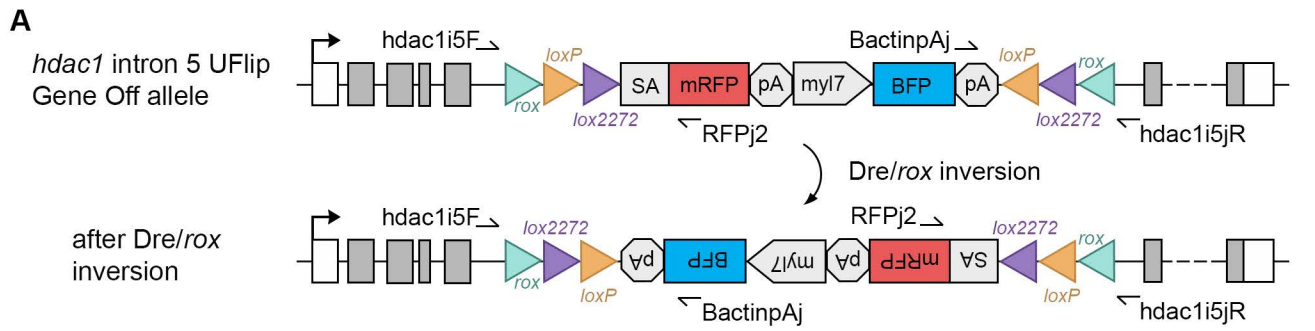 A
hdac1 intron 5 UFlip
Gene Off allele
hdac1i5F
BactinpAj
loxP
loxP
rox
SA
mRFP
pA
myl7
BFP
pA
rox
lox2272
lox2272
RFPj2
hdac1i5jR
Dre/rox inversion
after Dre/rox
inversion
hdac1i5F
RFPj2
lox2272
lox2272
rox
pA
BFP
myl7
pA
mRFP
SA
rox
loxP
loxP
BactinpAj
hdac1i5jR